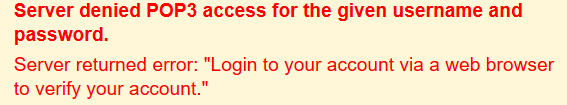 Server denied POP3 access for the given username and
password.
Server returned error: "Login to your account via a web browser
to verify your account."